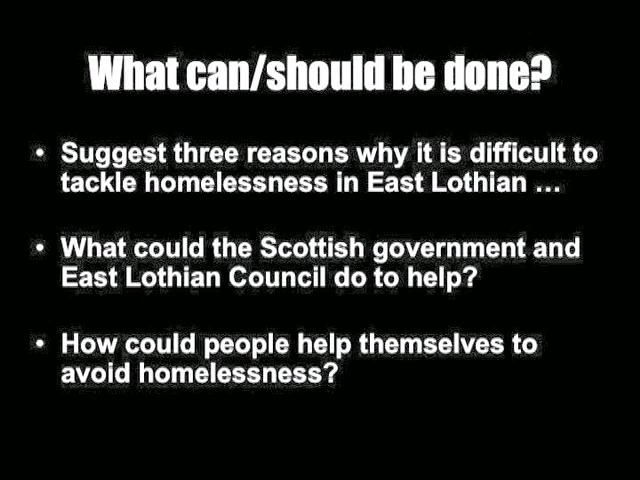 What can/should be done?
• Suggest three reasons why it is difficult to
tackle homelessness in East Lothian …
• What could the Scottish government and
East Lothian Council do to help?
• How could people help themselves to
avoid homelessness?